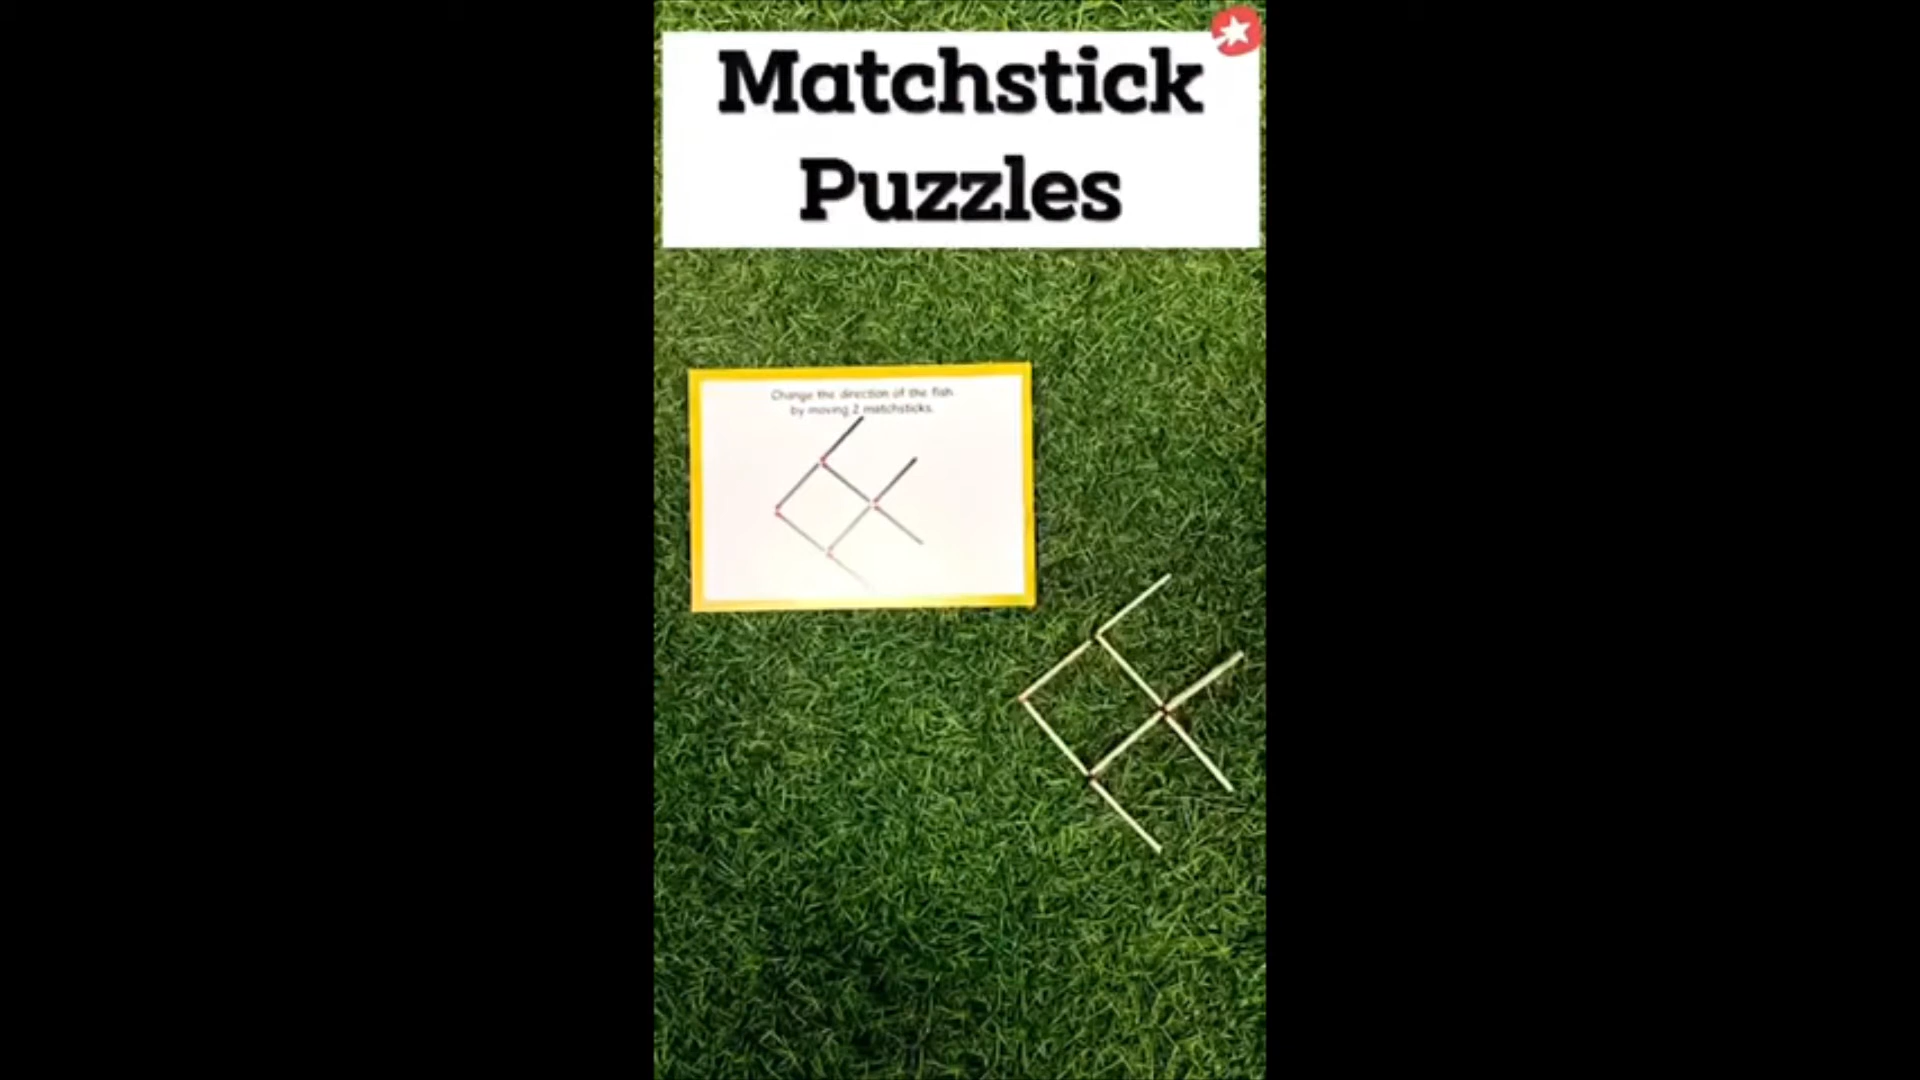 Matchstick
Puzzles
Change the direction of the fish
by moving 2 matchsticks.